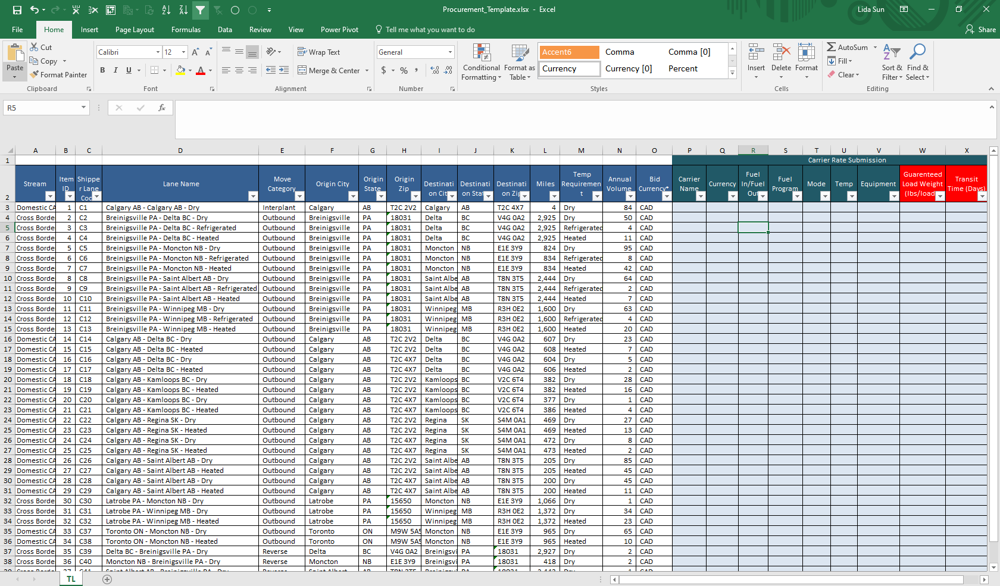 Procurement_Template.xlsx - Excel
Lida Sun
File Home Insert Page Layout Formulas Data Review View Power Pivot Tell me what you want to do Share
Paste Cut Copy Format Painter Clipboard
Calibri 12 B I U A Font
Wrap Text Merge & Center Alignment
General $ % , Number
Conditional Formatting Format as Table Accent6 Comma Comma [0] Currency Currency [0] Percent Styles
Insert Delete Format Cells
AutoSum Fill Clear Sort & Filter Find & Select Editing
R5 fx
A B C D E F G H I J K L M N O P Q R S T U V W X
1 Carrier Rate Submission
2 Stream Item ID Shipper Lane Code Lane Name Move Category Origin City Origin State Origin Zip Destination City Destination State Destination Zip Miles Temp Requirement Annual Volume Bid Currency* Carrier Name Currency Fuel In/Fuel Out Fuel Program Mode Temp Equipment Guarenteed Load Weight (lbs/load) Transit Time (Days)
3 Domestic CA 1 C1 Calgary AB - Calgary AB - Dry Interplant Calgary AB T2C 2V2 Calgary AB T2C 4X7 4 Dry 84 CAD
4 Cross Borde 2 C2 Breinigsville PA - Delta BC - Dry Outbound Breinigsville PA 18031 Delta BC V4G 0A2 2,925 Dry 50 CAD
5 Cross Borde 3 C3 Breinigsville PA - Delta BC - Refrigerated Outbound Breinigsville PA 18031 Delta BC V4G 0A2 2,925 Refrigerated 4 CAD
6 Cross Borde 4 C4 Breinigsville PA - Delta BC - Heated Outbound Breinigsville PA 18031 Delta BC V4G 0A2 2,925 Heated 11 CAD
7 Cross Borde 5 C5 Breinigsville PA - Moncton NB - Dry Outbound Breinigsville PA 18031 Moncton NB E1E 3Y9 824 Dry 95 CAD
8 Cross Borde 6 C6 Breinigsville PA - Moncton NB - Refrigerated Outbound Breinigsville PA 18031 Moncton NB E1E 3Y9 834 Refrigerated 8 CAD
9 Cross Borde 7 C7 Breinigsville PA - Moncton NB - Heated Outbound Breinigsville PA 18031 Moncton NB E1E 3Y9 834 Heated 42 CAD
10 Cross Borde 8 C8 Breinigsville PA - Saint Albert AB - Dry Outbound Breinigsville PA 18031 Saint Albe AB T8N 3T5 2,444 Dry 64 CAD
11 Cross Borde 9 C9 Breinigsville PA - Saint Albert AB - Refrigerated Outbound Breinigsville PA 18031 Saint Albe AB T8N 3T5 2,444 Refrigerated 2 CAD
12 Cross Borde 10 C10 Breinigsville PA - Saint Albert AB - Heated Outbound Breinigsville PA 18031 Saint Albe AB T8N 3T5 2,444 Heated 7 CAD
13 Cross Borde 11 C11 Breinigsville PA - Winnipeg MB - Dry Outbound Breinigsville PA 18031 Winnipeg MB R3H 0E2 1,600 Dry 63 CAD
14 Cross Borde 12 C12 Breinigsville PA - Winnipeg MB - Refrigerated Outbound Breinigsville PA 18031 Winnipeg MB R3H 0E2 1,600 Refrigerated 4 CAD
15 Cross Borde 13 C13 Breinigsville PA - Winnipeg MB - Heated Outbound Breinigsville PA 18031 Winnipeg MB R3H 0E2 1,600 Heated 20 CAD
16 Domestic CA 14 C14 Calgary AB - Delta BC - Dry Outbound Calgary AB T2C 2V2 Delta BC V4G 0A2 607 Dry 23 CAD
17 Domestic CA 15 C15 Calgary AB - Delta BC - Heated Outbound Calgary AB T2C 2V2 Delta BC V4G 0A2 608 Heated 7 CAD
18 Domestic CA 16 C16 Calgary AB - Delta BC - Dry Outbound Calgary AB T2C 4X7 Delta BC V4G 0A2 604 Dry 5 CAD
19 Domestic CA 17 C17 Calgary AB - Delta BC - Heated Outbound Calgary AB T2C 4X7 Delta BC V4G 0A2 606 Heated 2 CAD
20 Domestic CA 18 C18 Calgary AB - Kamloops BC - Dry Outbound Calgary AB T2C 2V2 Kamloops BC V2C 6T4 382 Dry 28 CAD
21 Domestic CA 19 C19 Calgary AB - Kamloops BC - Heated Outbound Calgary AB T2C 2V2 Kamloops BC V2C 6T4 382 Heated 16 CAD
22 Domestic CA 20 C20 Calgary AB - Kamloops BC - Dry Outbound Calgary AB T2C 4X7 Kamloops BC V2C 6T4 377 Dry 1 CAD
23 Domestic CA 21 C21 Calgary AB - Kamloops BC - Heated Outbound Calgary AB T2C 4X7 Kamloops BC V2C 6T4 386 Heated 4 CAD
24 Domestic CA 22 C22 Calgary AB - Regina SK - Dry Outbound Calgary AB T2C 2V2 Regina SK S4M 0A1 469 Dry 27 CAD
25 Domestic CA 23 C23 Calgary AB - Regina SK - Heated Outbound Calgary AB T2C 2V2 Regina SK S4M 0A1 469 Heated 13 CAD
26 Domestic CA 24 C24 Calgary AB - Regina SK - Dry Outbound Calgary AB T2C 4X7 Regina SK S4M 0A1 472 Dry 8 CAD
27 Domestic CA 25 C25 Calgary AB - Regina SK - Heated Outbound Calgary AB T2C 4X7 Regina SK S4M 0A1 473 Heated 2 CAD
28 Domestic CA 26 C26 Calgary AB - Saint Albert AB - Dry Outbound Calgary AB T2C 2V2 Saint Albe AB T8N 3T5 205 Dry 85 CAD
29 Domestic CA 27 C27 Calgary AB - Saint Albert AB - Heated Outbound Calgary AB T2C 2V2 Saint Albe AB T8N 3T5 205 Heated 45 CAD
30 Domestic CA 28 C28 Calgary AB - Saint Albert AB - Dry Outbound Calgary AB T2C 4X7 Saint Albe AB T8N 3T5 200 Dry 45 CAD
31 Domestic CA 29 C29 Calgary AB - Saint Albert AB - Heated Outbound Calgary AB T2C 4X7 Saint Albe AB T8N 3T5 200 Heated 11 CAD
32 Cross Borde 30 C30 Latrobe PA - Moncton NB - Dry Outbound Latrobe PA 15650 Moncton NB E1E 3Y9 1,066 Dry 1 CAD
33 Cross Borde 31 C31 Latrobe PA - Winnipeg MB - Dry Outbound Latrobe PA 15650 Winnipeg MB R3H 0E2 1,372 Dry 34 CAD
34 Cross Borde 32 C32 Latrobe PA - Winnipeg MB - Heated Outbound Latrobe PA 15650 Winnipeg MB R3H 0E2 1,372 Heated 23 CAD
35 Domestic CA 33 C37 Toronto ON - Moncton NB - Dry Outbound Toronto ON M9W 5A5 Moncton NB E1E 3Y9 965 Dry 65 CAD
36 Domestic CA 34 C38 Toronto ON - Moncton NB - Heated Outbound Toronto ON M9W 5A5 Moncton NB E1E 3Y9 965 Heated 10 CAD
37 Cross Borde 35 C39 Delta BC - Breinigsville PA - Dry Reverse Delta BC V4G 0A2 Breinigsvi PA 18031 2,927 Dry 2 CAD
38 Cross Borde 36 C40 Moncton NB - Breinigsville PA - Dry Reverse Moncton NB E1E 3Y9 Breinigsvi PA 18031 418 Dry 2 CAD
TL